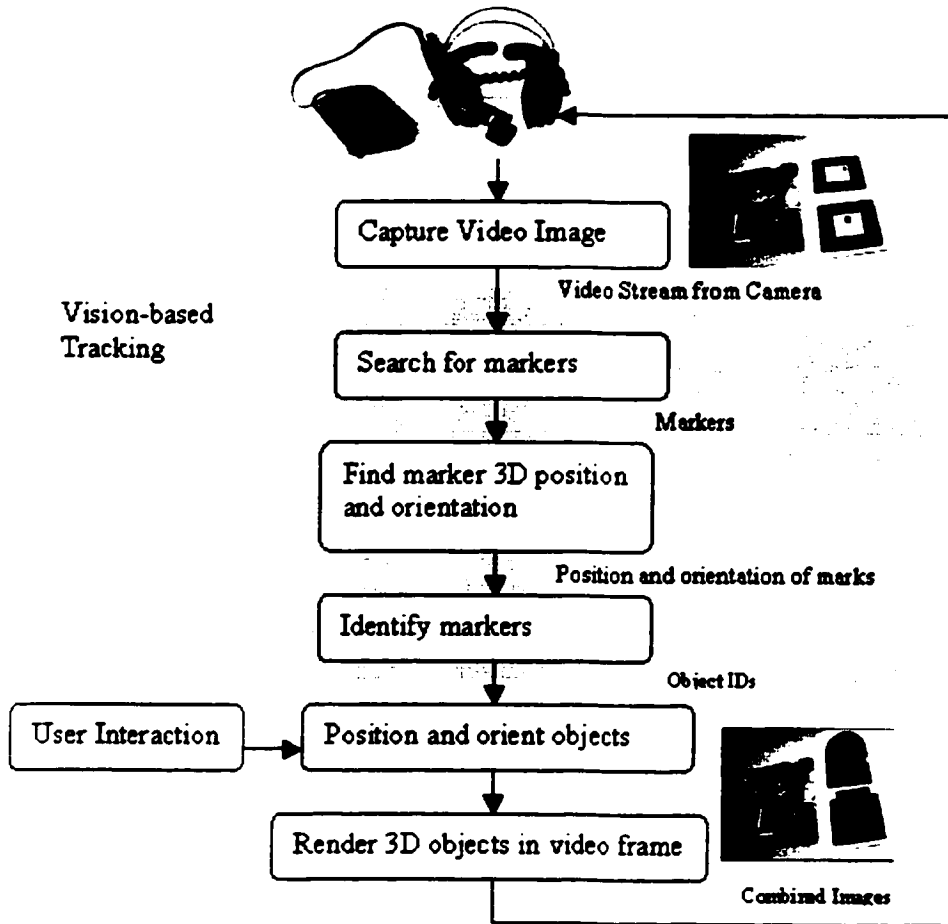 Capture Video Image
Video Stream from Camera
Vision-based
Tracking
Search for markers
Markers
Find marker 3D position
and orientation
Position and orientation of marks
Identify markers
Object IDs
User Interaction
Position and orient objects
Render 3D objects in video frame
Combined Images